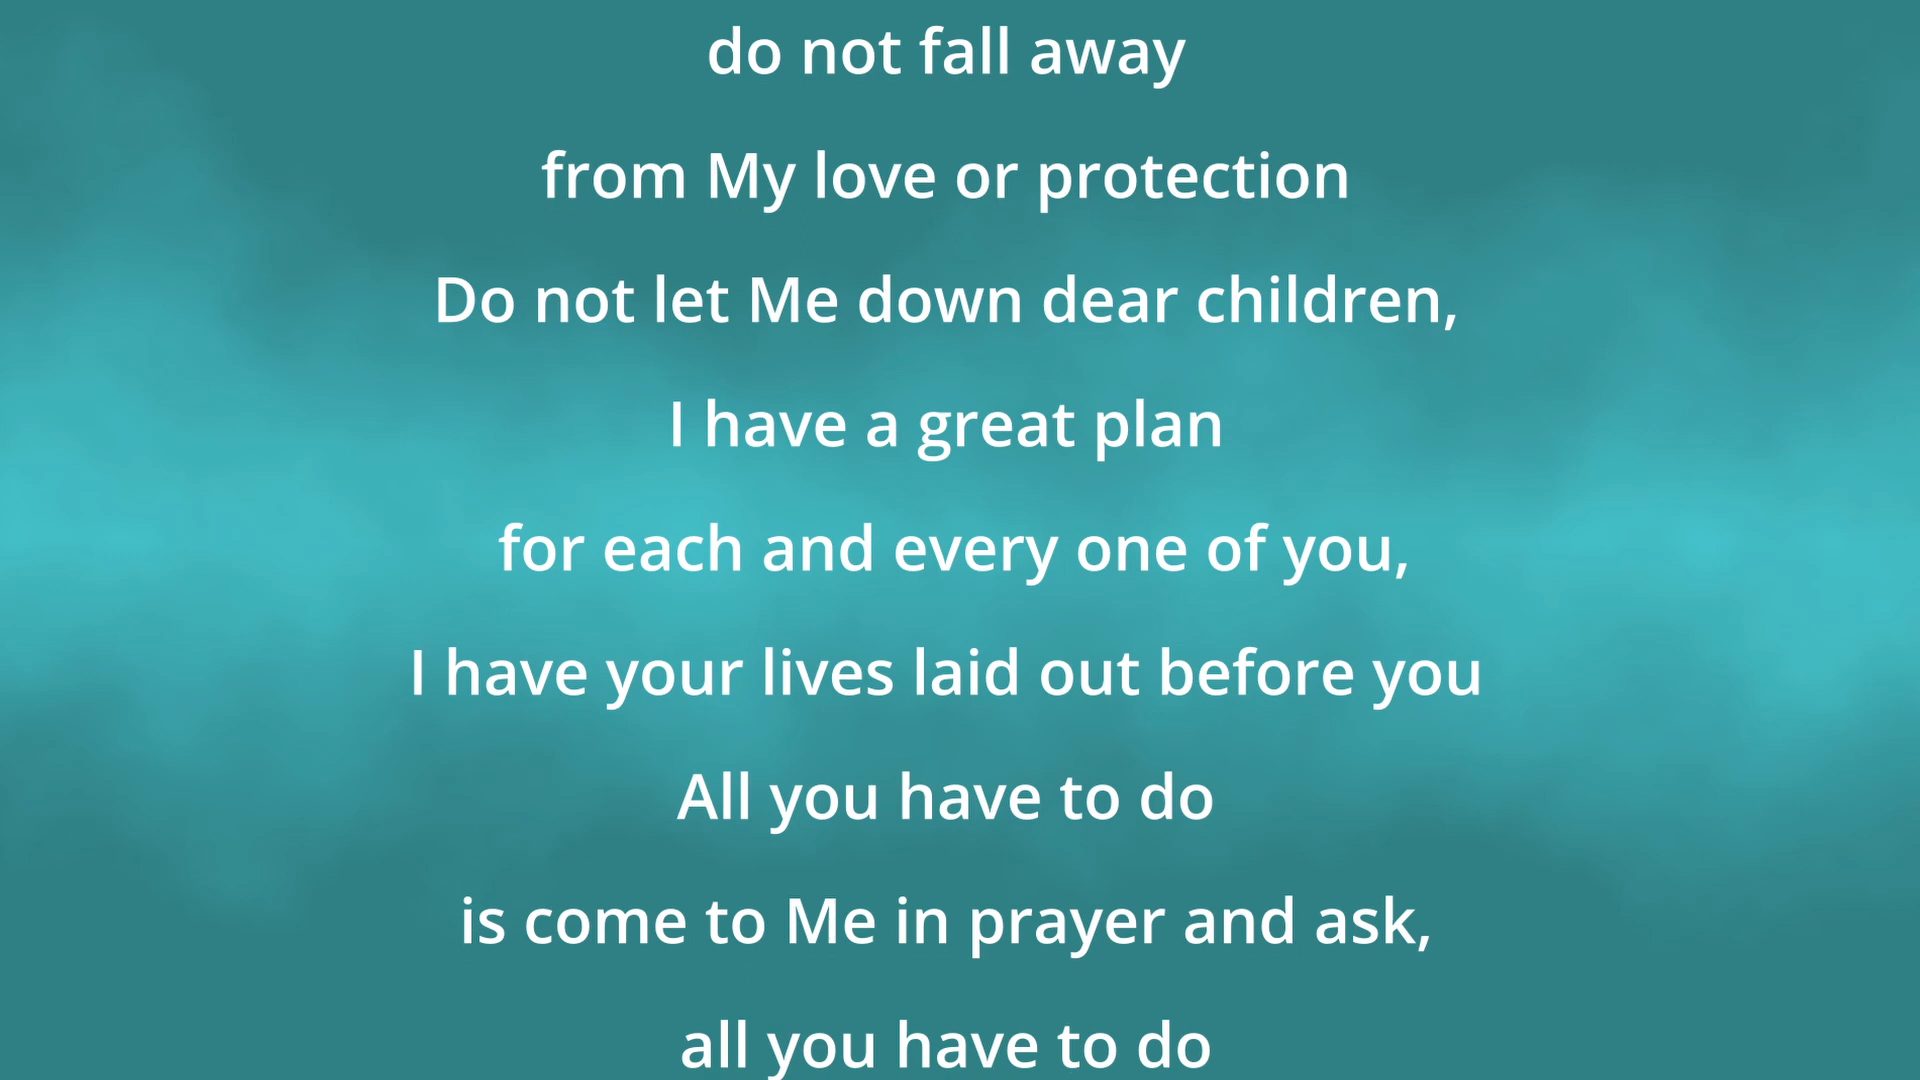 do not fall away
from My love or protection
Do not let Me down dear children,
I have a great plan
for each and every one of you,
I have your lives laid out before you
All you have to do
is come to Me in prayer and ask,
all you have to do